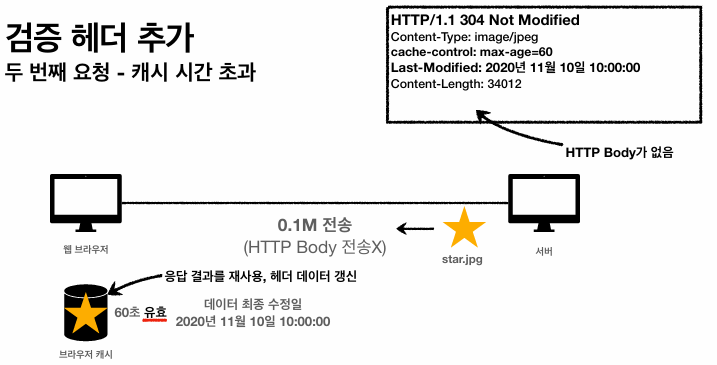 검증 헤더 추가
두 번째 요청 - 캐시 시간 초과
HTTP/1.1 304 Not Modified
Content-Type: image/jpeg
cache-control: max-age=60
Last-Modified: 2020년 11월 10일 10:00:00
Content-Length: 34012
HTTP Body가 없음
웹 브라우저
0.1M 전송
(HTTP Body 전송X)
star.jpg
서버
응답 결과를 재사용, 헤더 데이터 갱신
60초 유효
데이터 최종 수정일
2020년 11월 10일 10:00:00
브라우저 캐시